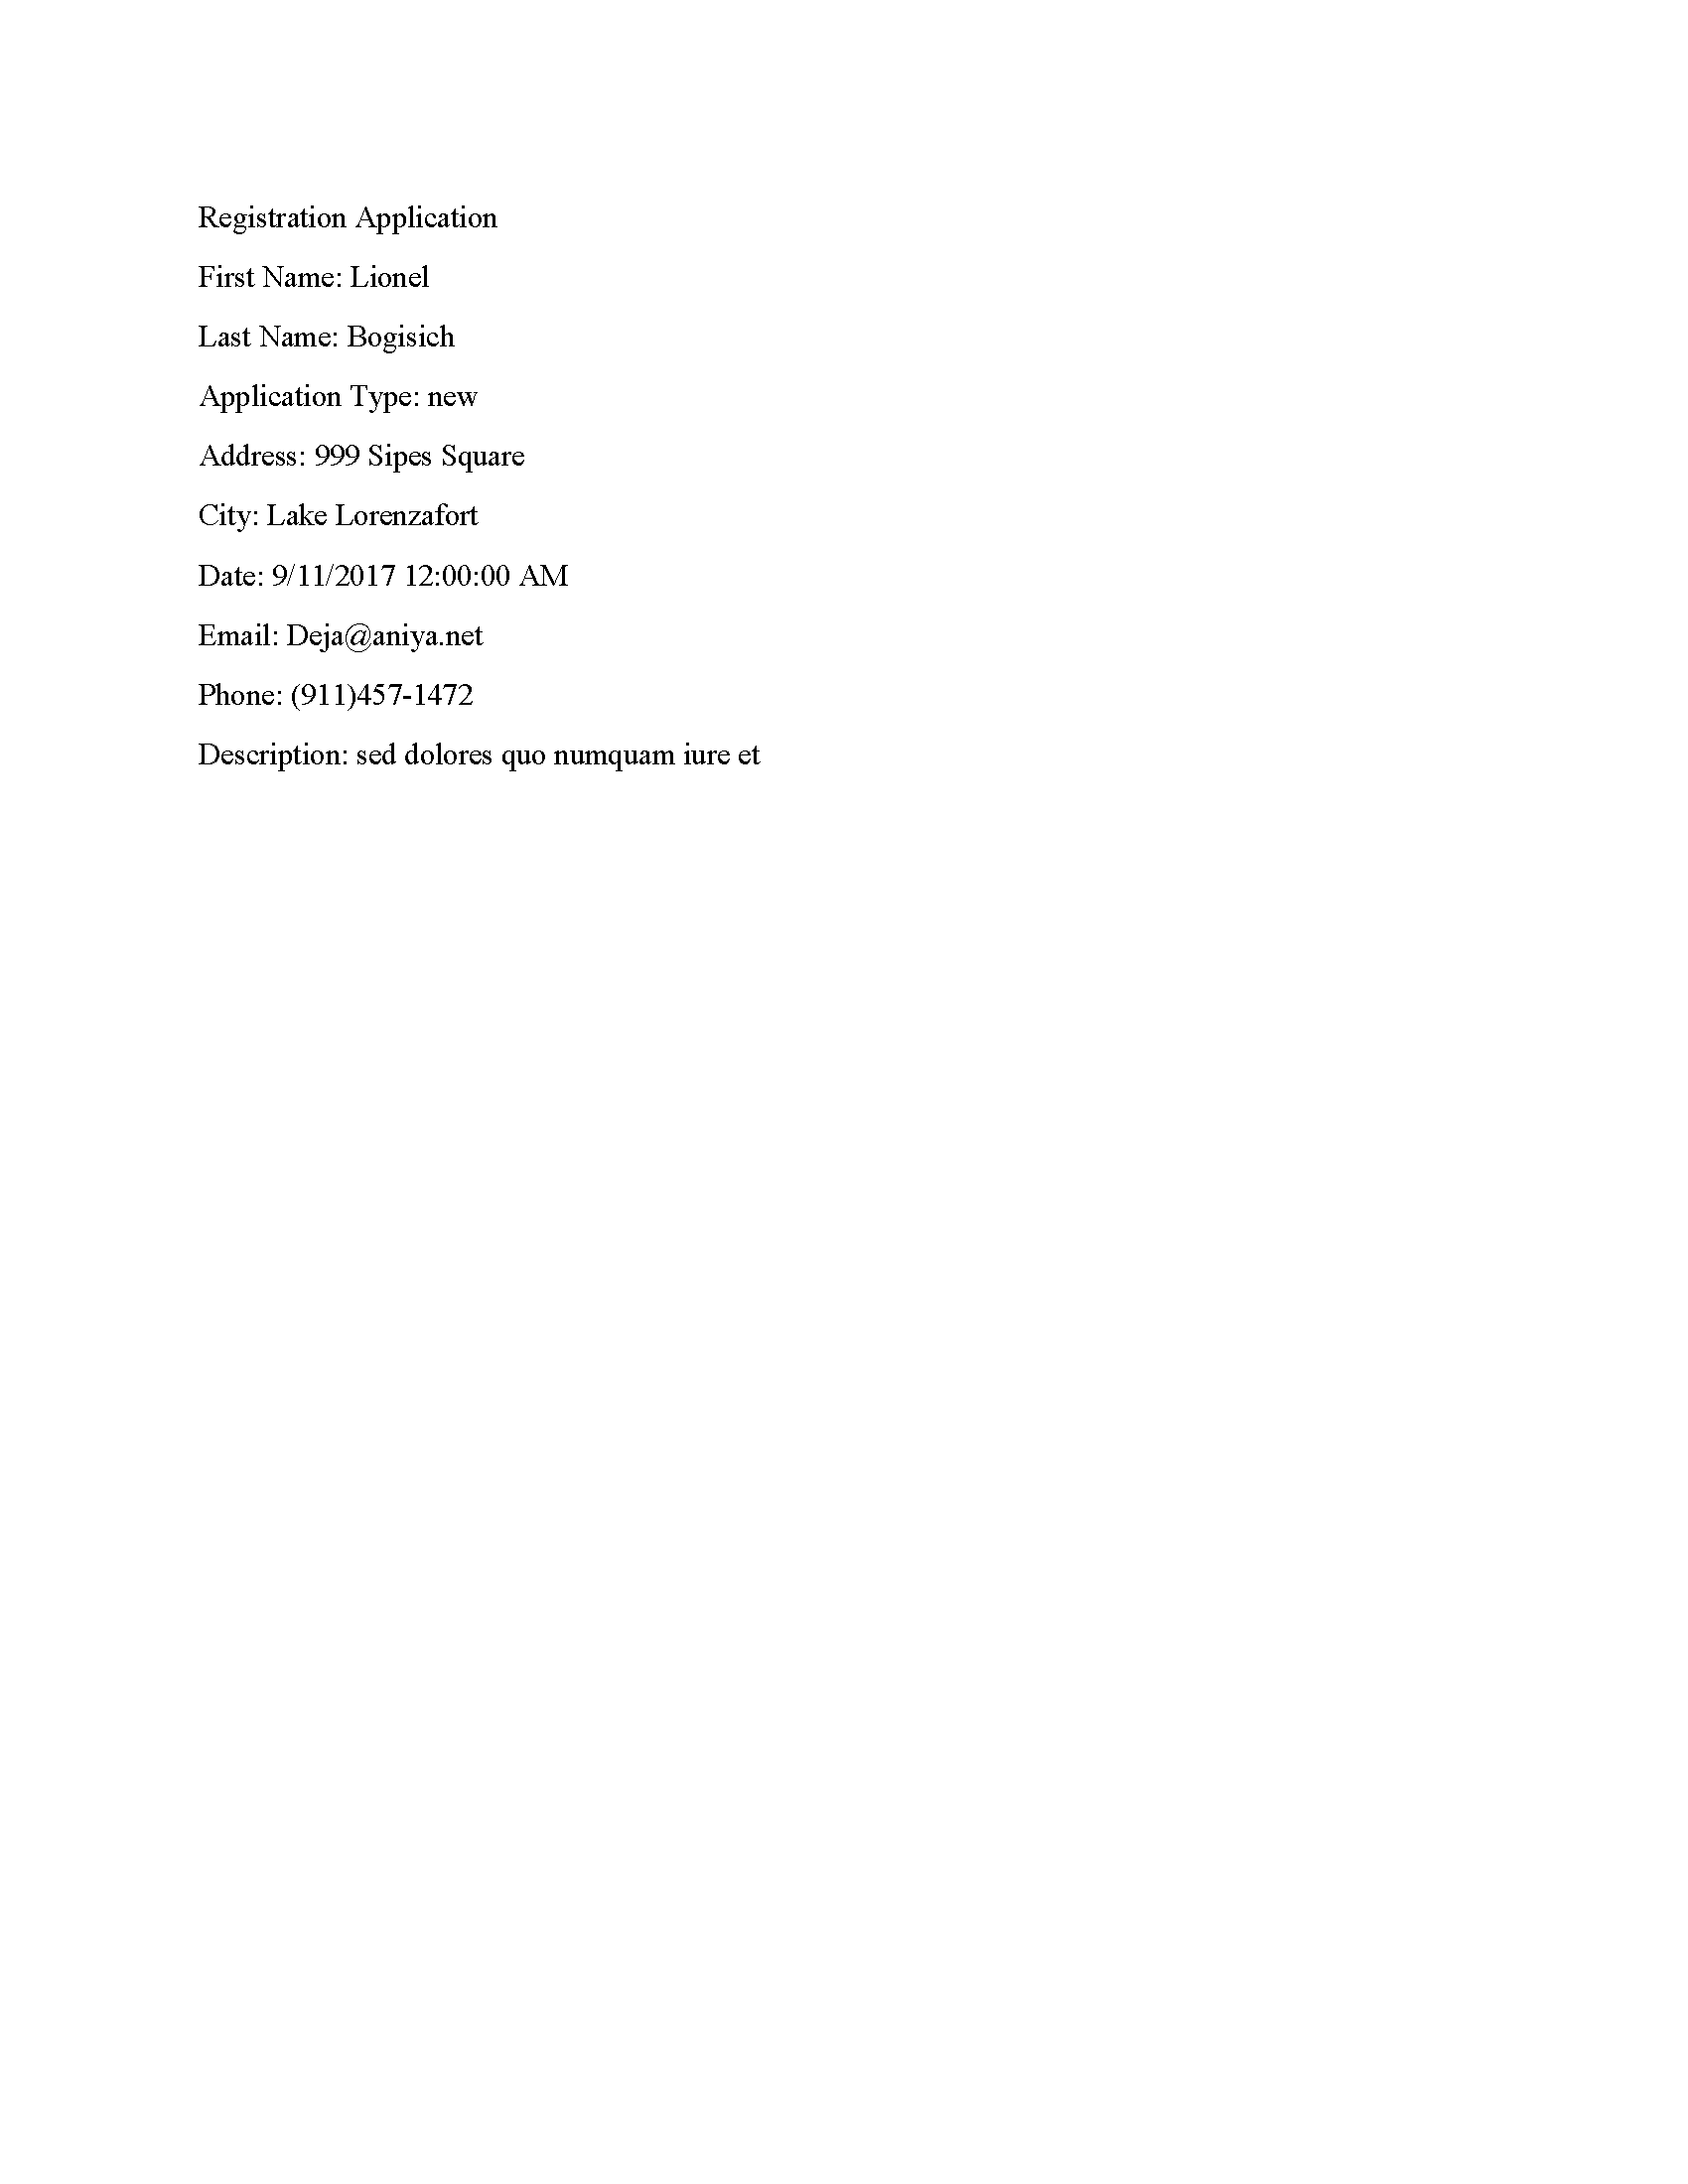 Registration Application
First Name: Lionel
Last Name: Bogisich
Application Type: new
Address: 999 Sipes Square
City: Lake Lorenzafort
Date: 9/11/2017 12:00:00 AM
Email: Deja@aniya.net
Phone: (911)457-1472
Description: sed dolores quo numquam iure et